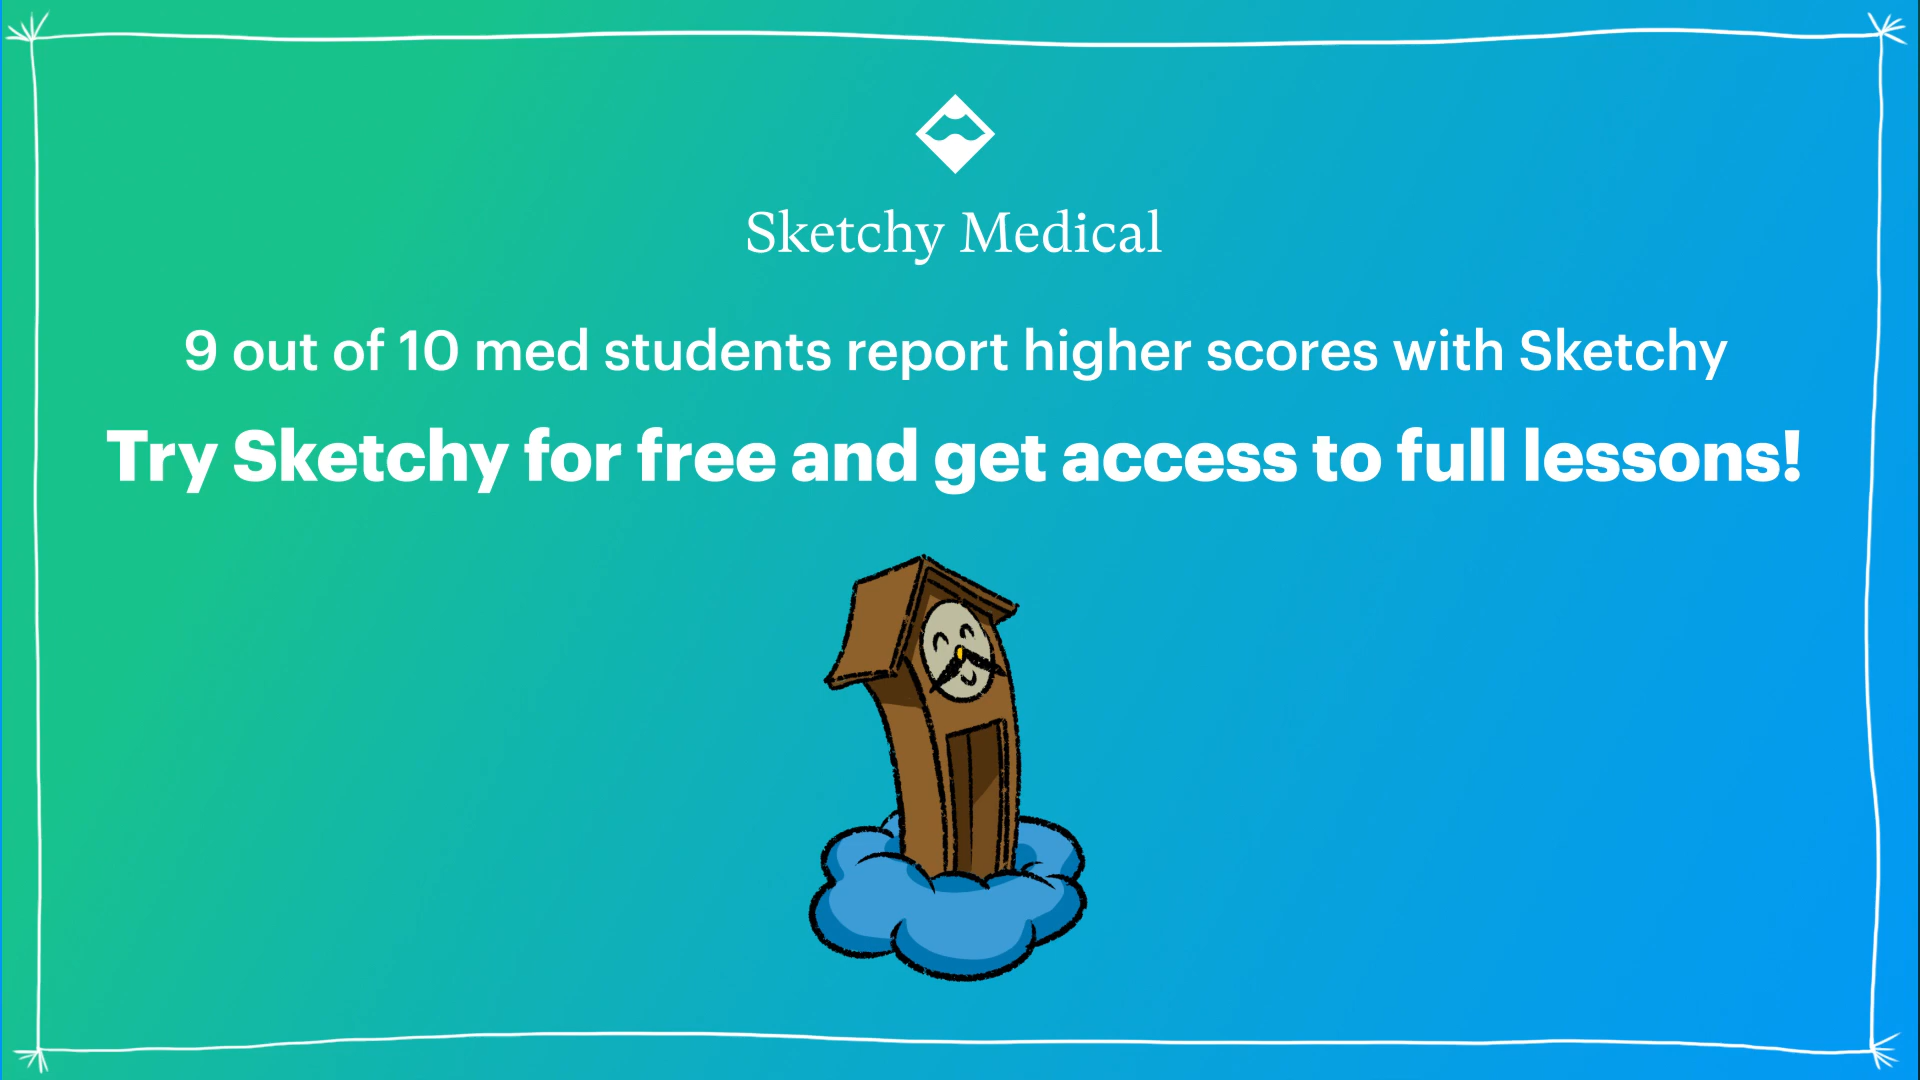 Sketchy Medical
9 out of 10 med students report higher scores with Sketchy
Try Sketchy for free and get access to full lessons!